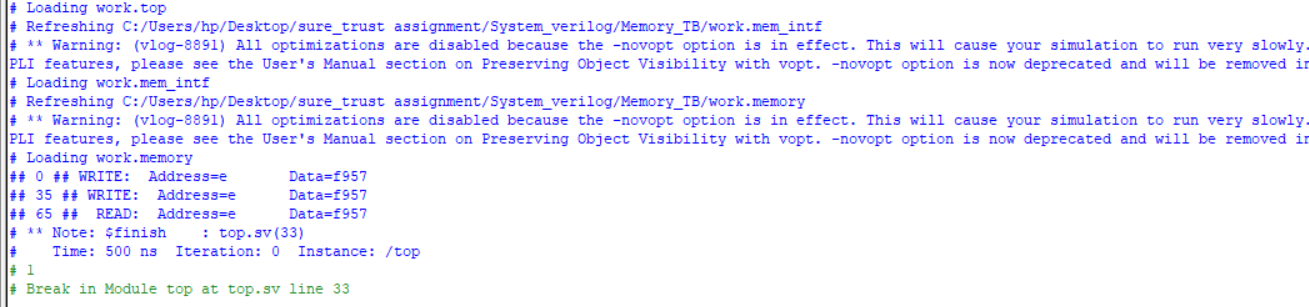 # Loading work.top
# Refreshing C:/Users/hp/Desktop/sure_trust assignment/System_verilog/Memory_TB/work.mem_intf
# ** Warning: (vlog-8891) All optimizations are disabled because the -novopt option is in effect. This will cause your simulation to run very slowly.
PLI features, please see the User's Manual section on Preserving Object Visibility with vopt. -novopt option is now deprecated and will be removed in
# Loading work.mem_intf
# Refreshing C:/Users/hp/Desktop/sure_trust assignment/System_verilog/Memory_TB/work.memory
# ** Warning: (vlog-8891) All optimizations are disabled because the -novopt option is in effect. This will cause your simulation to run very slowly.
PLI features, please see the User's Manual section on Preserving Object Visibility with vopt. -novopt option is now deprecated and will be removed in
# Loading work.memory
## 0 ## WRITE:  Address=e      Data=f957
## 35 ## WRITE:  Address=e      Data=f957
## 65 ##  READ:  Address=e      Data=f957
# ** Note: $finish    : top.sv(33)
#    Time: 500 ns  Iteration: 0  Instance: /top
# 1
# Break in Module top at top.sv line 33